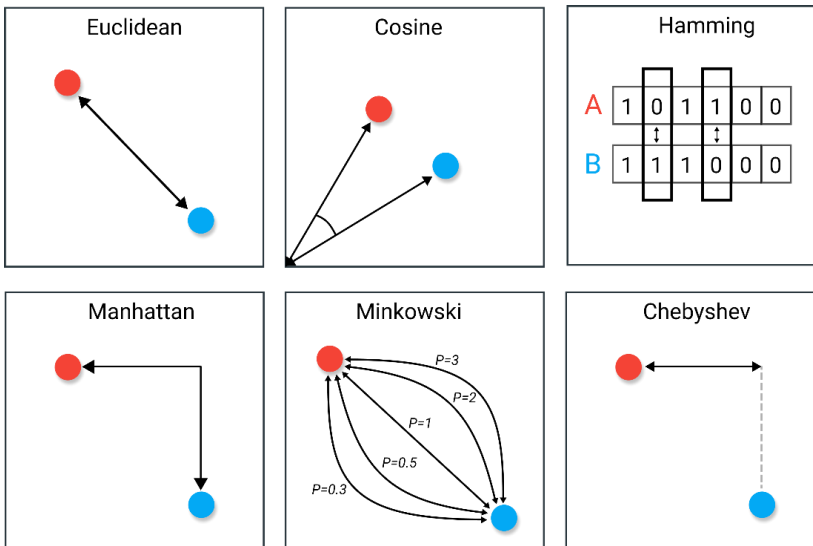 Euclidean
Cosine
Hamming
A 1 0 1 1 0 0
B 1 1 1 0 0 0
Manhattan
Minkowski
P=3
P=2
P=1
P=0.5
P=0.3
Chebyshev